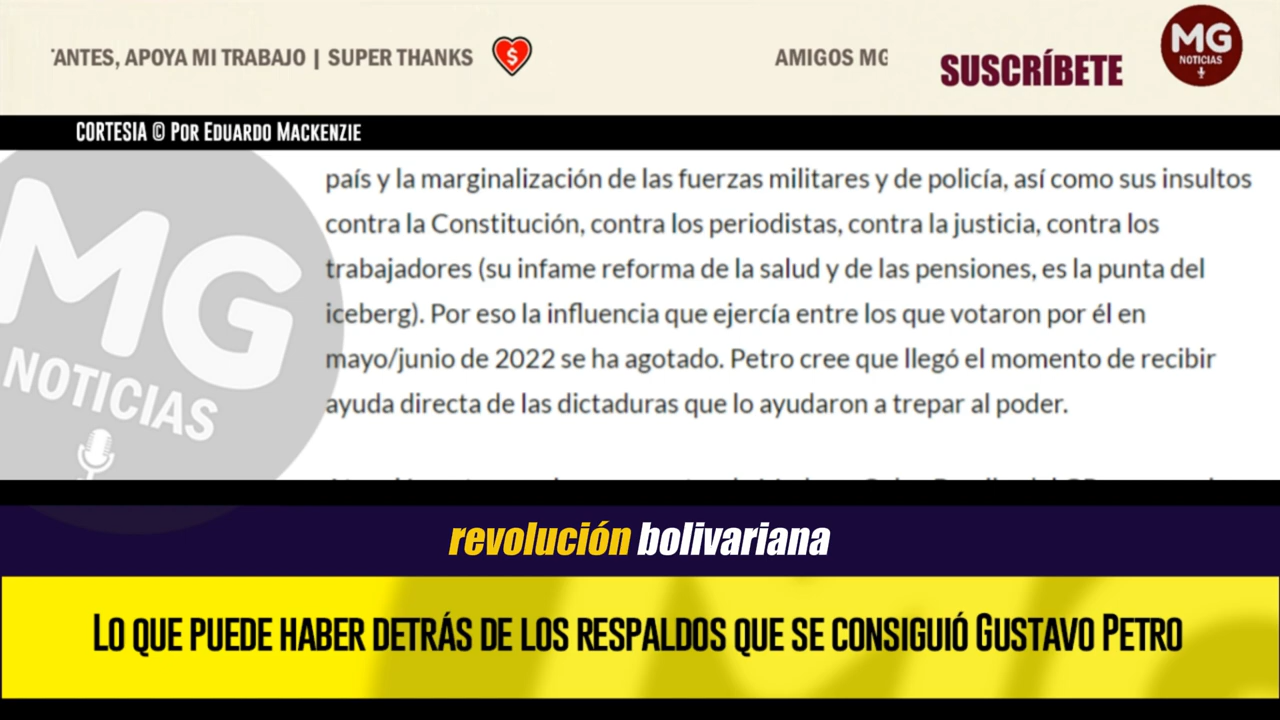 TANTES, APOYA MI TRABAJO | SUPER THANKS
$
AMIGOS MG
SUSCRÍBETE
MG
NOTICIAS
CORTESIA © Por Eduardo Mackenzie
país y la marginalización de las fuerzas militares y de policía, así como sus insultos
contra la Constitución, contra los periodistas, contra la justicia, contra los
trabajadores (su infame reforma de la salud y de las pensiones, es la punta del
iceberg). Por eso la influencia que ejercía entre los que votaron por él en
mayo/junio de 2022 se ha agotado. Petro cree que llegó el momento de recibir
ayuda directa de las dictaduras que lo ayudaron a trepar al poder.
MG
NOTICIAS
revolución bolivariana
Lo que puede haber detrás de los respaldos que se consiguió Gustavo Petro